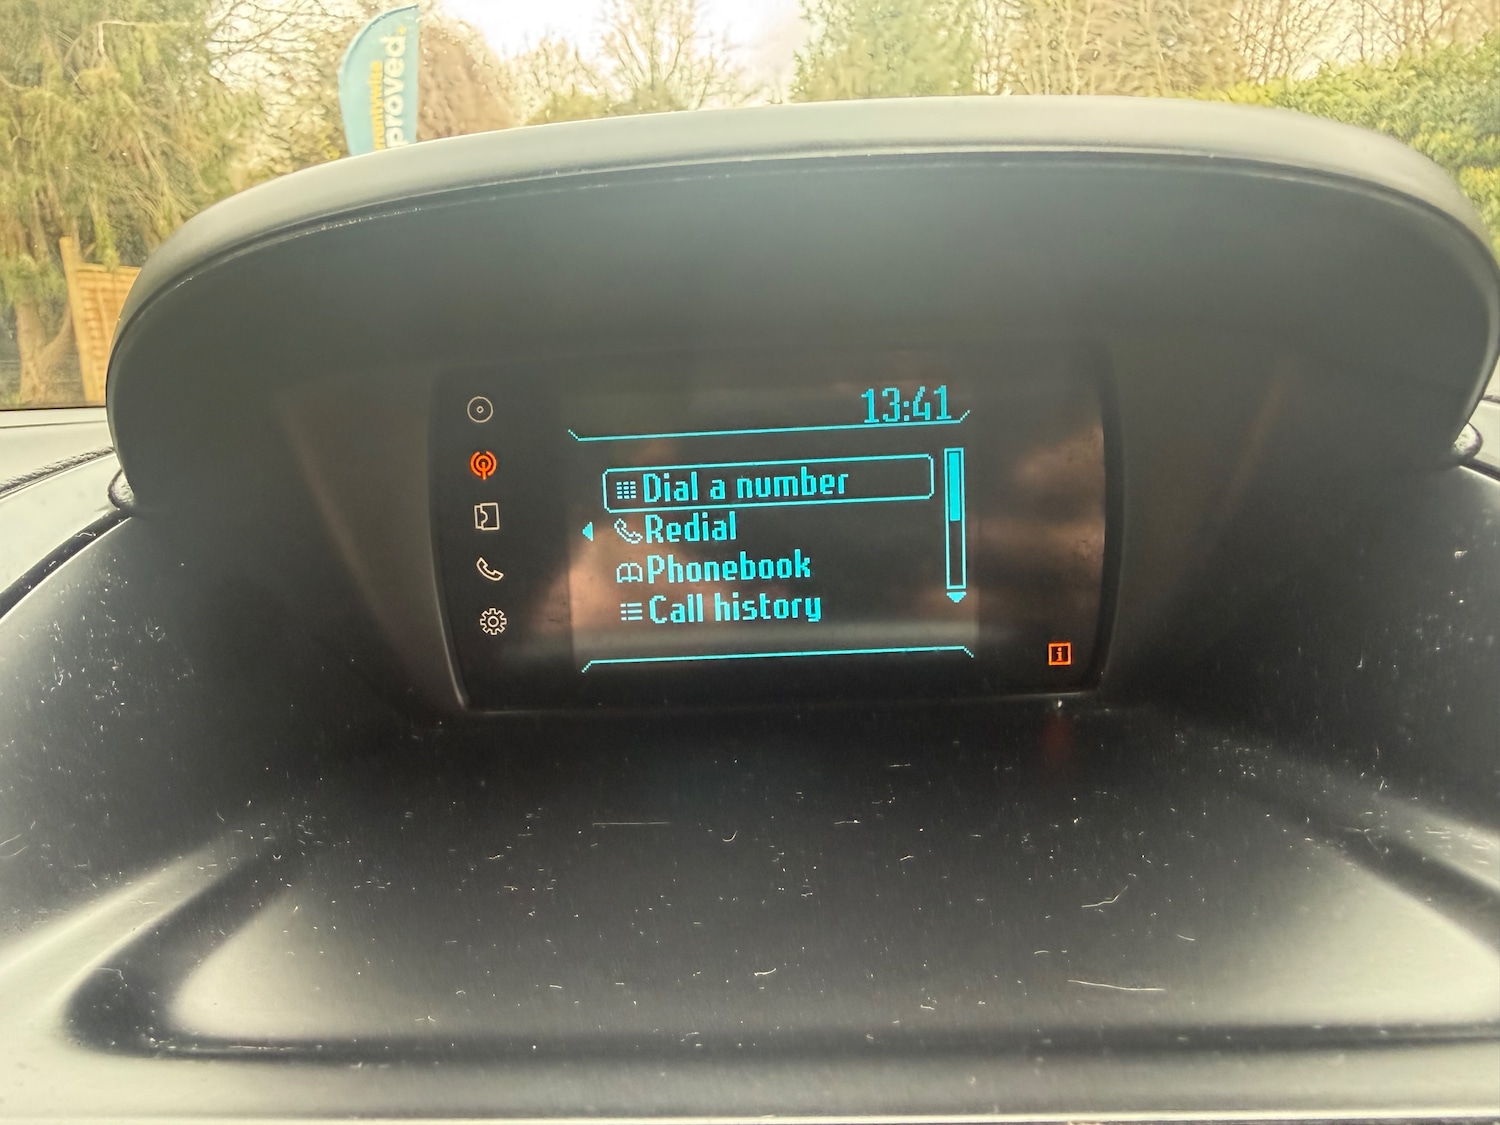 proved.
13:41
Dial a number
Redial
Phonebook
Call history
i